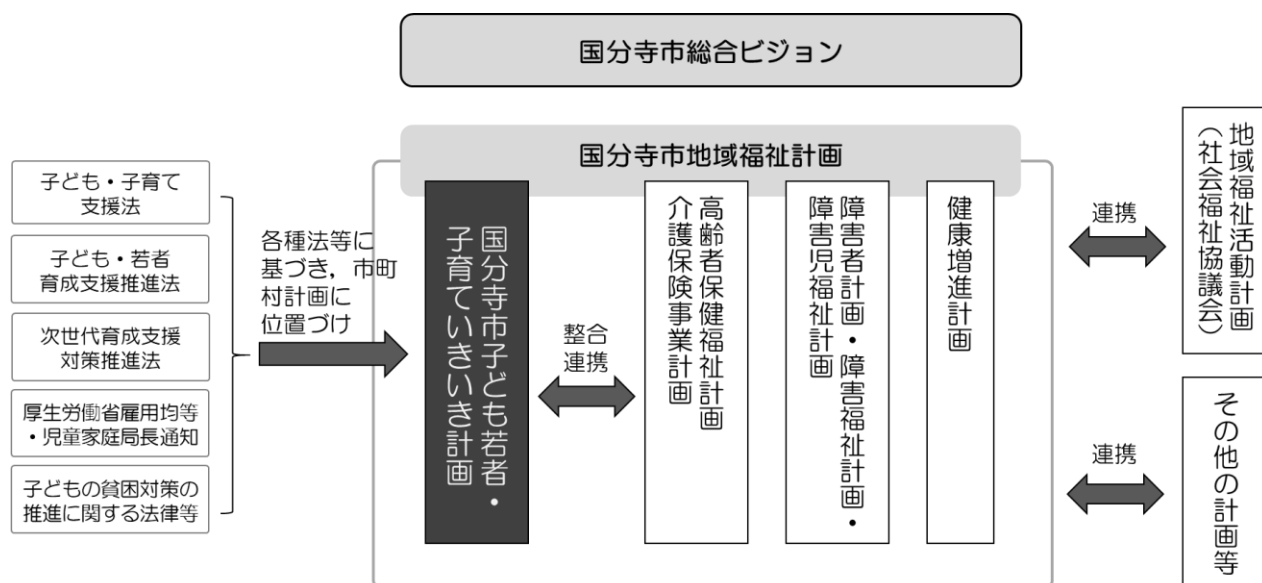 国分寺市総合ビジョン
国分寺市地域福祉計画
子ども・子育て
支援法
子ども・若者
育成支援推進法
次世代育成支援
対策推進法
厚生労働省雇用均等
・児童家庭局長通知
子どもの貧困対策の
推進に関する法律等
各種法等に
基づき，市町
村計画に
位置づけ
国分寺市子ども若者・
子育ていきいき計画
整合
連携
高齢者保健福祉計画
介護保険事業計画
障害者計画・障害福祉計画・
障害児福祉計画
健康増進計画
連携
地域福祉活動計画
（社会福祉協議会）
連携
その他の計画等